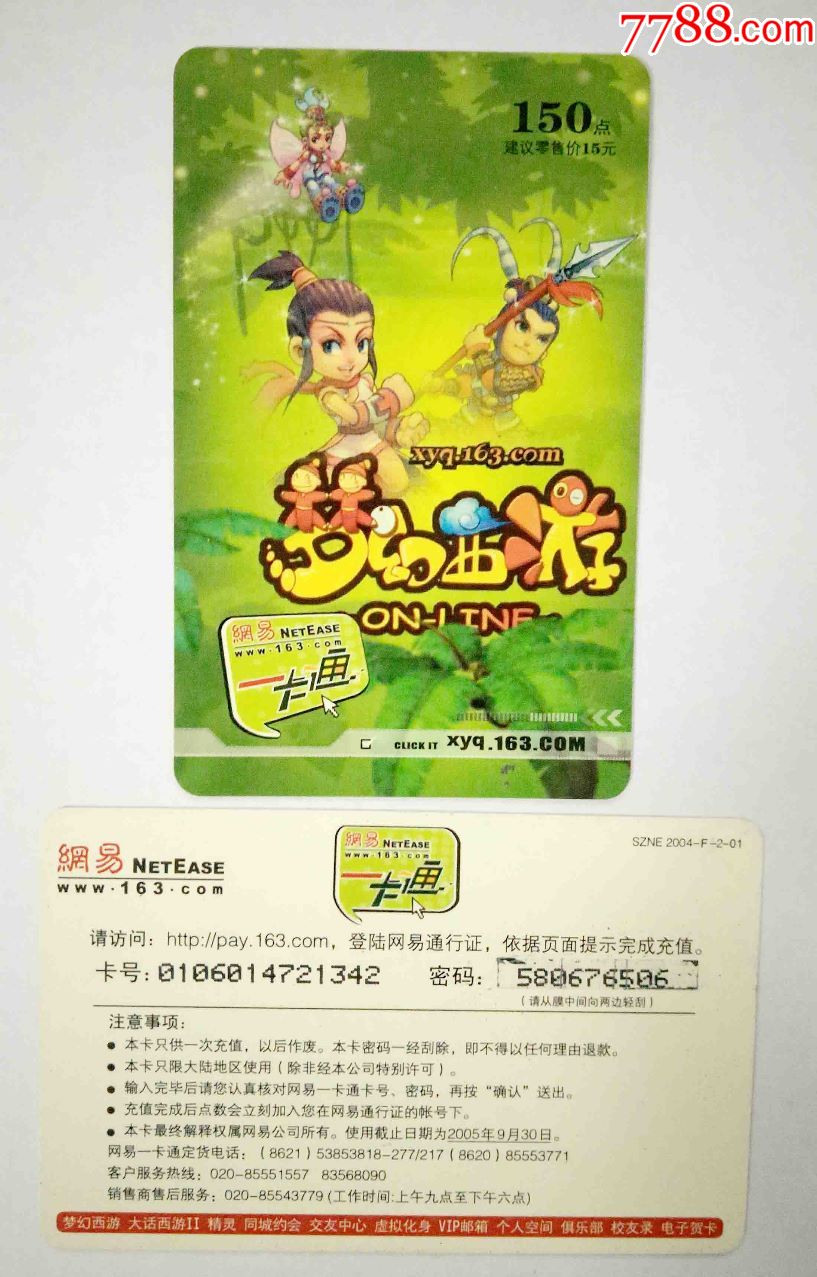 7788.com
150点
建议零售价15元
xyq.163.com
梦幻西游
ON-LINE
網易 NETEASE
www.163.com
一卡通
CLICK IT xyq.163.COM
網易 NETEASE
www.163.com
網易 NETEASE
www.163.com
一卡通
SZNE 2004-F-2-01
请访问：http://pay.163.com，登陆网易通行证，依据页面提示完成充值。
卡号：0106014721342 密码：580676506
（请从膜中间向两边轻刮）
注意事项：
● 本卡只供一次充值，以后作废。本卡密码一经刮除，即不得以任何理由退款。
● 本卡只限大陆地区使用（除非经本公司特别许可）。
● 输入完毕后请您认真核对网易一卡通卡号、密码，再按“确认”送出。
● 充值完成后点数会立刻加入您在网易通行证的帐号下。
● 本卡最终解释权属网易公司所有。使用截止日期为2005年9月30日。
网易一卡通定货电话：（8621）53853818-277/217（8620）85553771
客户服务热线：020-85551557 83568090
销售商售后服务：020-85543779 (工作时间:上午九点至下午六点)
梦幻西游 大话西游II 精灵 同城约会 交友中心 虚拟化身 VIP邮箱 个人空间 俱乐部 校友录 电子贺卡